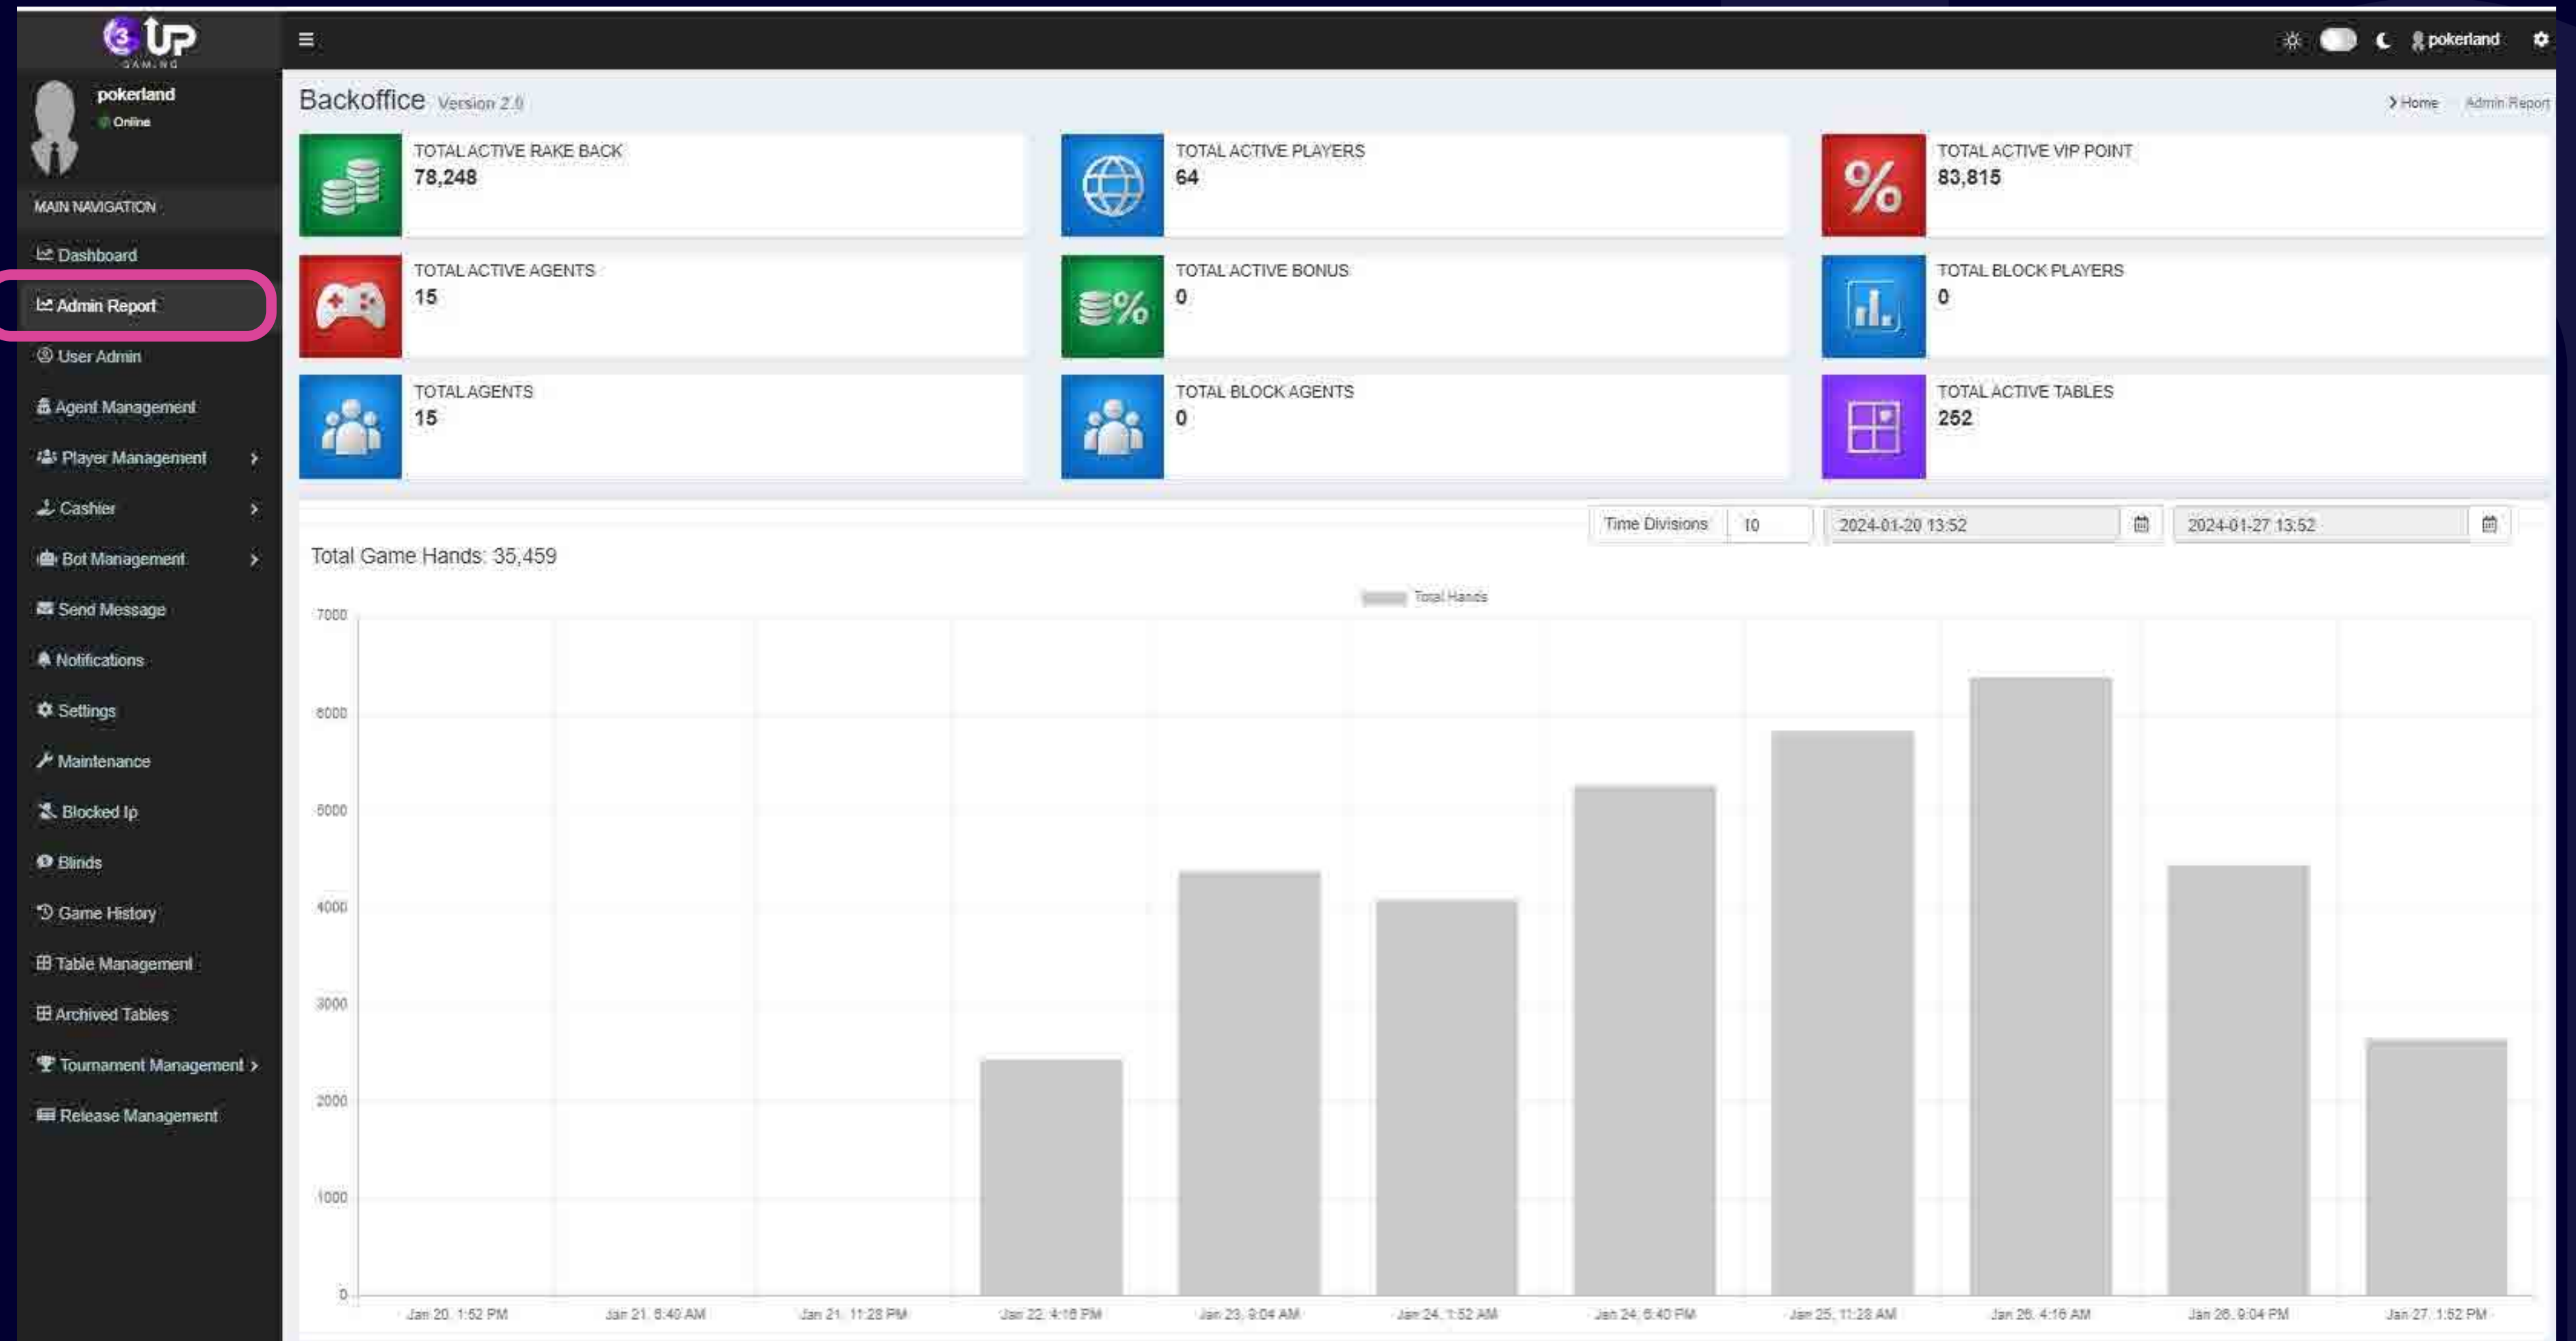 3 UP
GAMING
pokerland
pokerland
Online
MAIN NAVIGATION
Dashboard
Admin Report
User Admin
Agent Management
Player Management
Cashier
Bot Management
Send Message
Notifications
Settings
Maintenance
Blocked Ip
Blinds
Game History
Table Management
Archived Tables
Tournament Management
Release Management
Backoffice Version 2.0
Home Admin Report
TOTAL ACTIVE RAKE BACK
78,248
TOTAL ACTIVE PLAYERS
64
TOTAL ACTIVE VIP POINT
83,815
TOTAL ACTIVE AGENTS
15
TOTAL ACTIVE BONUS
0
TOTAL BLOCK PLAYERS
0
TOTAL AGENTS
15
TOTAL BLOCK AGENTS
0
TOTAL ACTIVE TABLES
252
Time Divisions 10 2024-01-20 13:52 2024-01-27 13:52
Total Game Hands: 35,459
Total Hands
7000
6000
5000
4000
3000
2000
1000
0
Jan 20, 1:52 PM
Jan 21, 6:40 AM
Jan 21, 11:28 PM
Jan 22, 4:16 PM
Jan 23, 9:04 AM
Jan 24, 1:52 AM
Jan 24, 6:40 PM
Jan 25, 11:28 AM
Jan 26, 4:16 AM
Jan 26, 9:04 PM
Jan 27, 1:52 PM